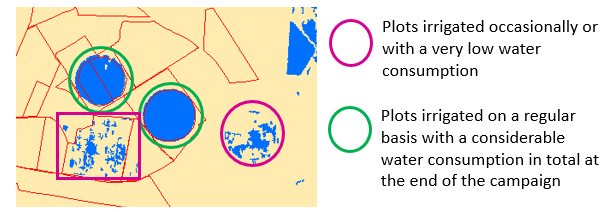 Plots irrigated occasionally or
with a very low water
consumption
Plots irrigated on a regular
basis with a considerable
water consumption in total at
the end of the campaign